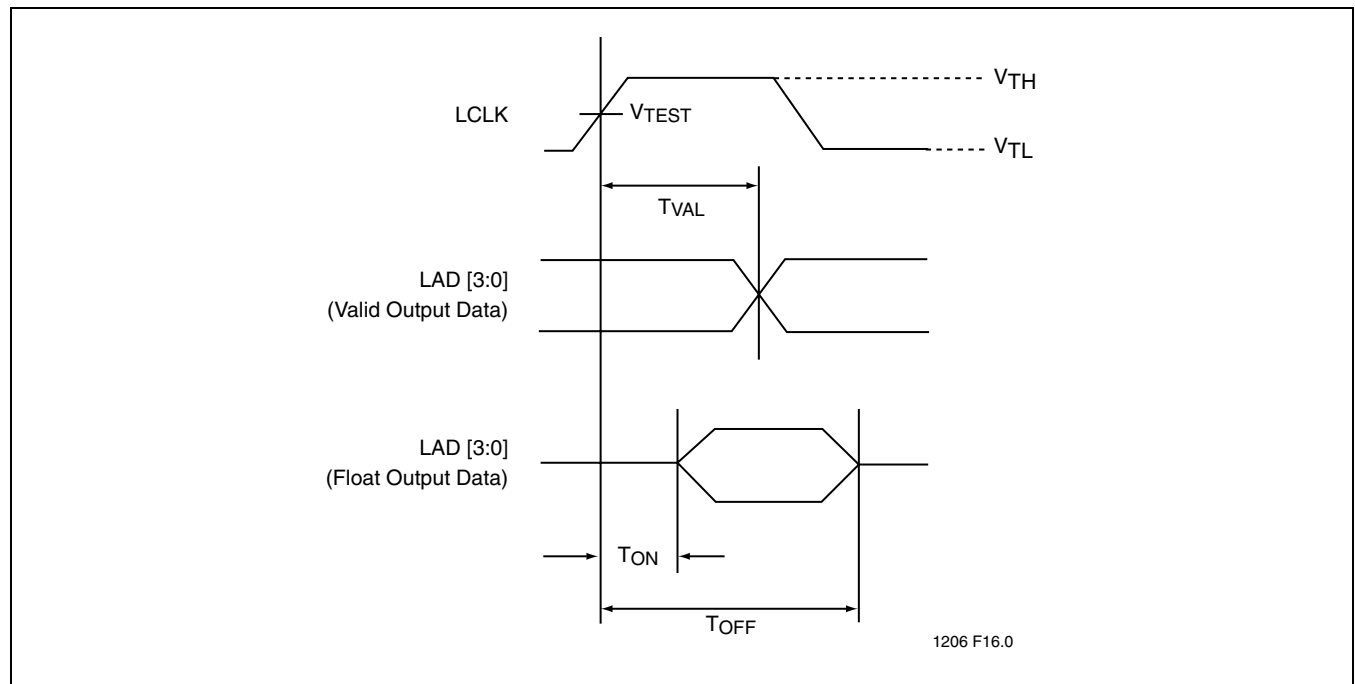 VTH
LCLK
VTEST
VTL
TVAL
LAD [3:0]
(Valid Output Data)
LAD [3:0]
(Float Output Data)
TON
TOFF
1206 F16.0